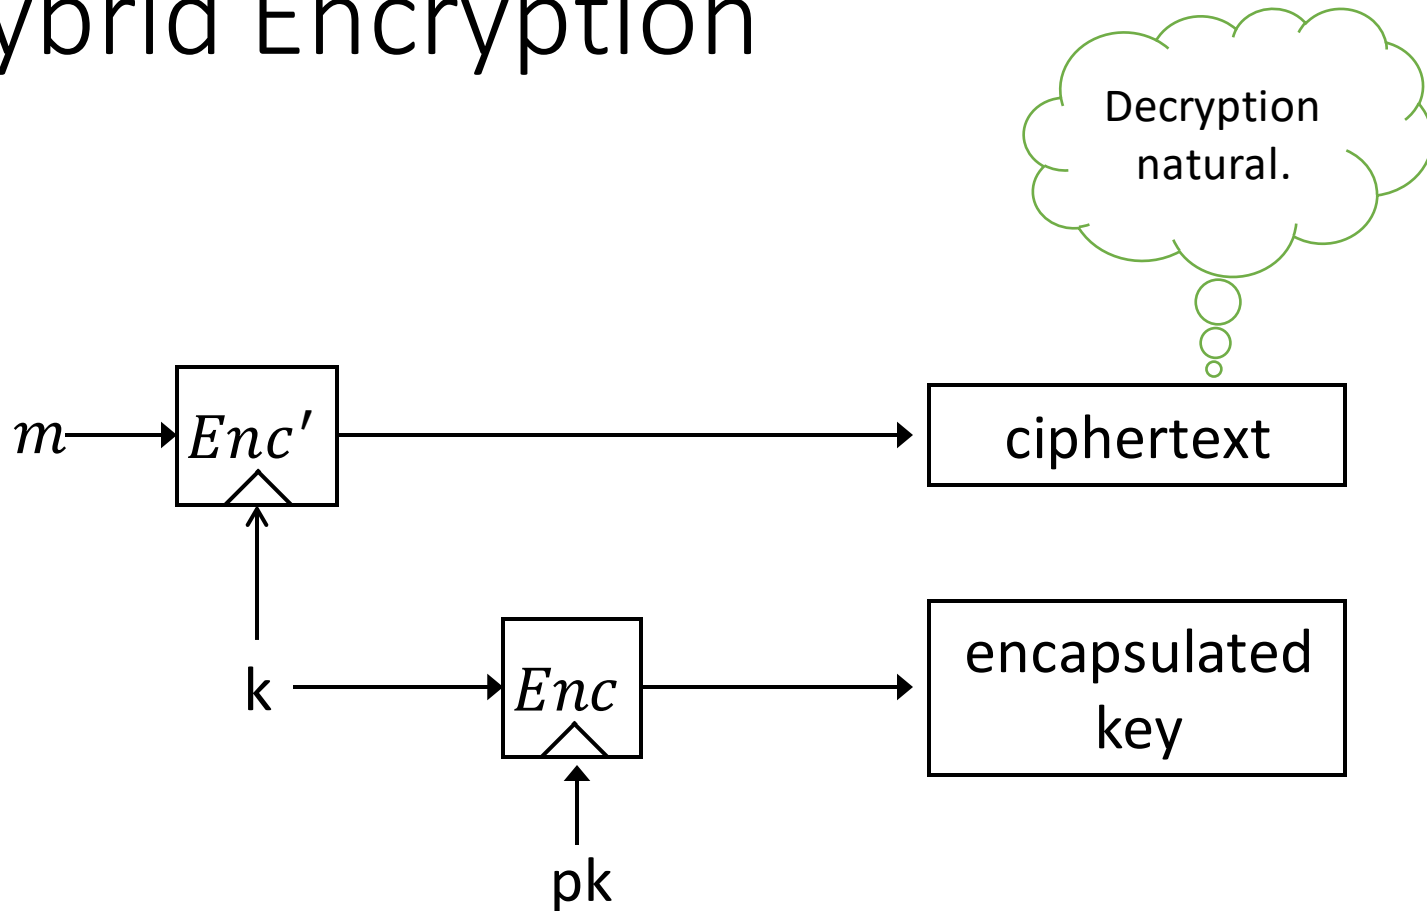 ybrid Encryption
Decryption
natural.
m
Enc′
ciphertext
k
Enc
encapsulated
key
pk